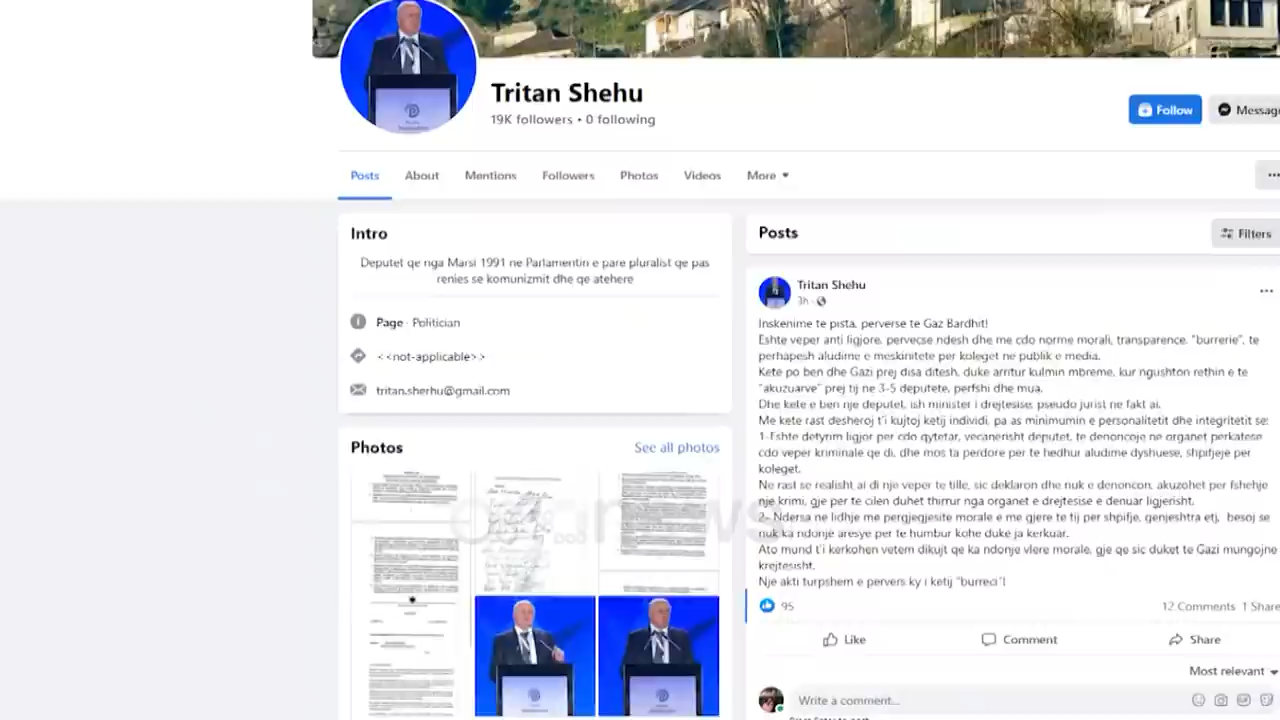 Tritan Shehu
19K followers • 0 following
Follow
Message
Posts
About
Mentions
Followers
Photos
Videos
More
Intro
Deputet qe nga Marsi 1991 ne Parlamentin e pare pluralist qe pas
renies se komunizmit dhe qe atehere
Page · Politician
<<not-applicable>>
tritan.sherhu@gmail.com
Photos
See all photos
Posts
Filters
Tritan Shehu
3h ·
Inskenime te pista, perverse te Gaz Bardhit!
Eshte veper anti ligjore, pervecse ndesh dhe me cdo norme morali, transparence, "burrerie", te
perhapesh aludime e meskinitete per koleget ne publik e media.
Kete po ben dhe Gazi prej disa ditesh, duke arritur kulmin mbreme, kur ngushton rethin e te
"akuzuarve" prej tij ne 3-5 deputete, perfshi dhe mua.
Dhe kete e ben nje deputet, ish minister i drejtesise, pseudo jurist ne fakt ai.
Me kete rast desheroj t'i kujtoj ketij individi, pa as minimumin e personalitetit dhe integritetit se:
1-Eshte detyrim ligjor per cdo qytetar, vecanerisht deputet, te denoncoje ne organet perkatese
cdo veper kriminale qe di, dhe mos ta perdore per te hedhur aludime dyshuese, shpifjeje per
koleget.
Ne rast se realisht ai di nje veper te tille, sic deklaron dhe nuk e denoncon, akuzohet per fshehje
nje krimi, gje per te cilen duhet thirrur nga organet e drejtesise e denuar ligjerisht.
2- Ndersa ne lidhje me pergjegjesite morale e me gjere te tij per shpifje, genjeshtra etj, besoj se
nuk ka ndonje aresye per te humbur kohe duke ja kerkuar.
Ato mund t'i kerkohen vetem dikujt qe ka ndonje vlere morale, gje qe sic duket te Gazi mungojne
krejtesisht.
Nje akti turpshem e pervers ky i ketij "burreci"!
95
12 Comments 1 Share
Like
Comment
Share
Most relevant
Write a comment...
news